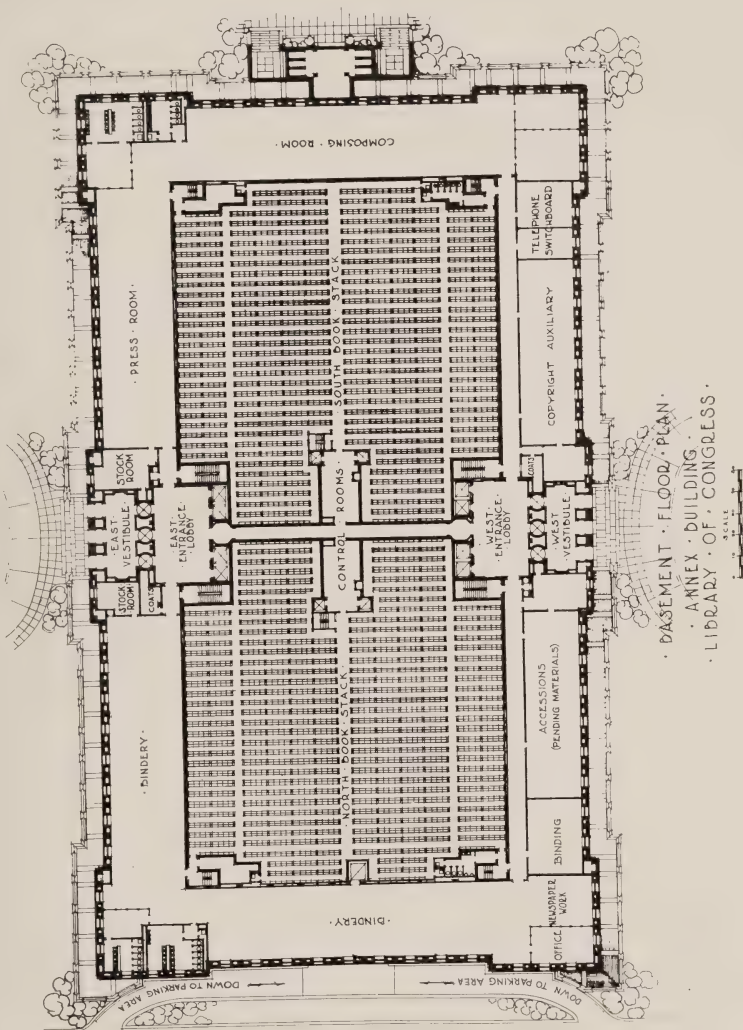 · BINDERY ·
· PRESS · ROOM ·
STOCK
ROOM
· EAST ·
VESTIBULE
STOCK
ROOM
COATS
EAST
ENTRANCE
LOBBY
DOWN TO PARKING AREA
· BINDERY ·
· NORTH · BOOK · STACK ·
CONTROL · ROOMS ·
· SOUTH · BOOK · STACK
COMPOSING · ROOM ·
DOWN TO PARKING AREA
WEST
ENTRANCE
LOBBY
COATS
· WEST ·
VESTIBULE
OFFICE
NEWSPAPER
WORK
BINDING
ACCESSIONS
(PENDING MATERIALS)
COPYRIGHT AUXILIARY
TELEPHONE
SWITCHBOARD
· BASEMENT · FLOOR · PLAN ·
· ANNEX · BUILDING ·
· LIBRARY · OF · CONGRESS ·
SCALE